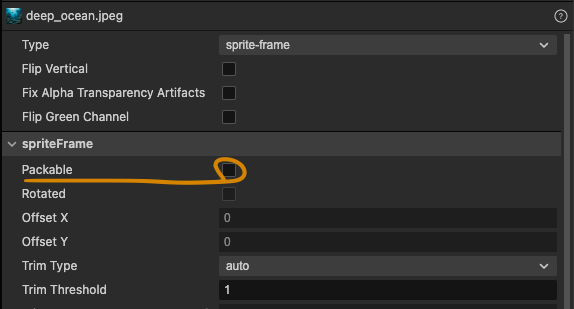 deep_ocean.jpeg
Type sprite-frame
Flip Vertical
Fix Alpha Transparency Artifacts
Flip Green Channel
spriteFrame
Packable
Rotated
Offset X 0
Offset Y 0
Trim Type auto
Trim Threshold 1